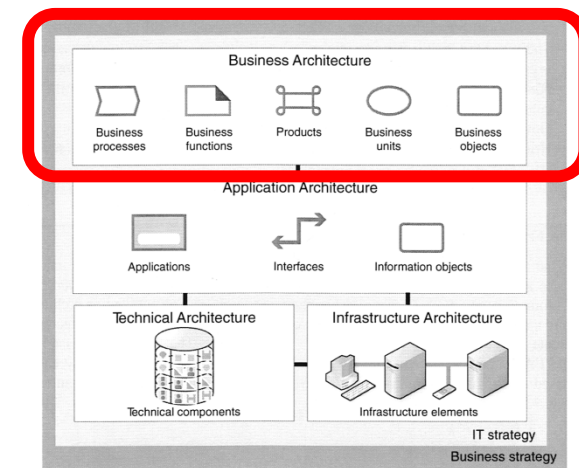 Business Architecture
Business processes
Business functions
Products
Business units
Business objects
Application Architecture
Applications
Interfaces
Information objects
Technical Architecture
Infrastructure Architecture
Technical components
Infrastructure elements
IT strategy
Business strategy